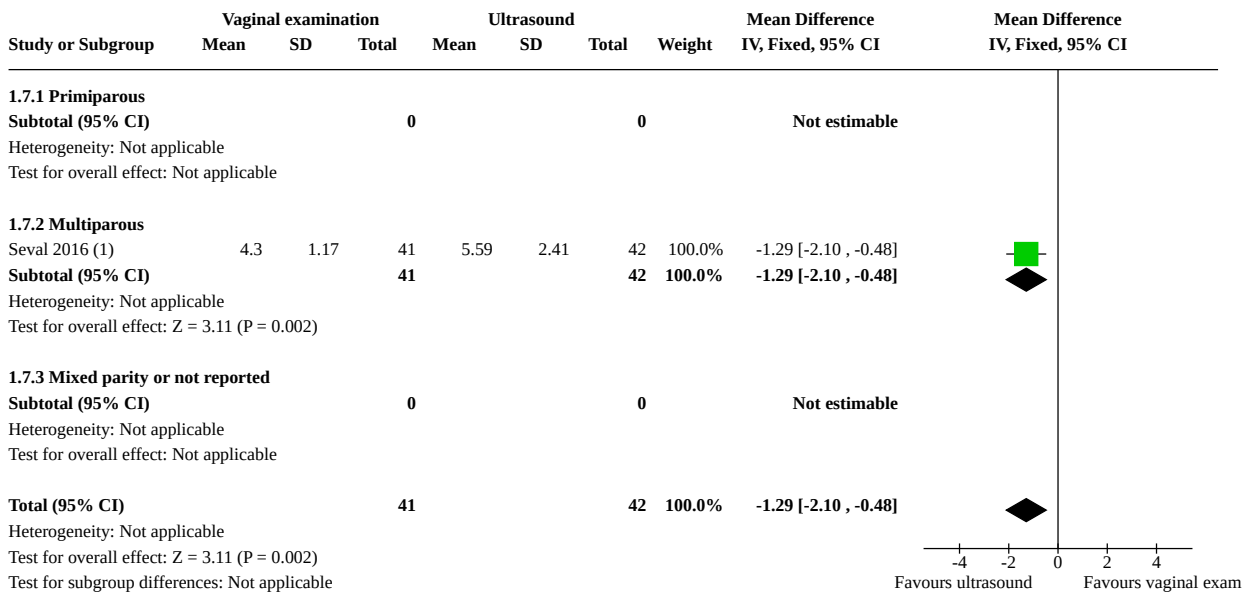 Vaginal examination Ultrasound Mean Difference Mean Difference
Study or Subgroup Mean SD Total Mean SD Total Weight IV, Fixed, 95% CI IV, Fixed, 95% CI
1.7.1 Primiparous
Subtotal (95% CI) 0 0 Not estimable
Heterogeneity: Not applicable
Test for overall effect: Not applicable
1.7.2 Multiparous
Seval 2016 (1) 4.3 1.17 41 5.59 2.41 42 100.0% -1.29 [-2.10 , -0.48]
Subtotal (95% CI) 41 42 100.0% -1.29 [-2.10 , -0.48]
Heterogeneity: Not applicable
Test for overall effect: Z = 3.11 (P = 0.002)
1.7.3 Mixed parity or not reported
Subtotal (95% CI) 0 0 Not estimable
Heterogeneity: Not applicable
Test for overall effect: Not applicable
Total (95% CI) 41 42 100.0% -1.29 [-2.10 , -0.48]
Heterogeneity: Not applicable
Test for overall effect: Z = 3.11 (P = 0.002)
-4 -2 0 2 4
Test for subgroup differences: Not applicable Favours ultrasound Favours vaginal exam